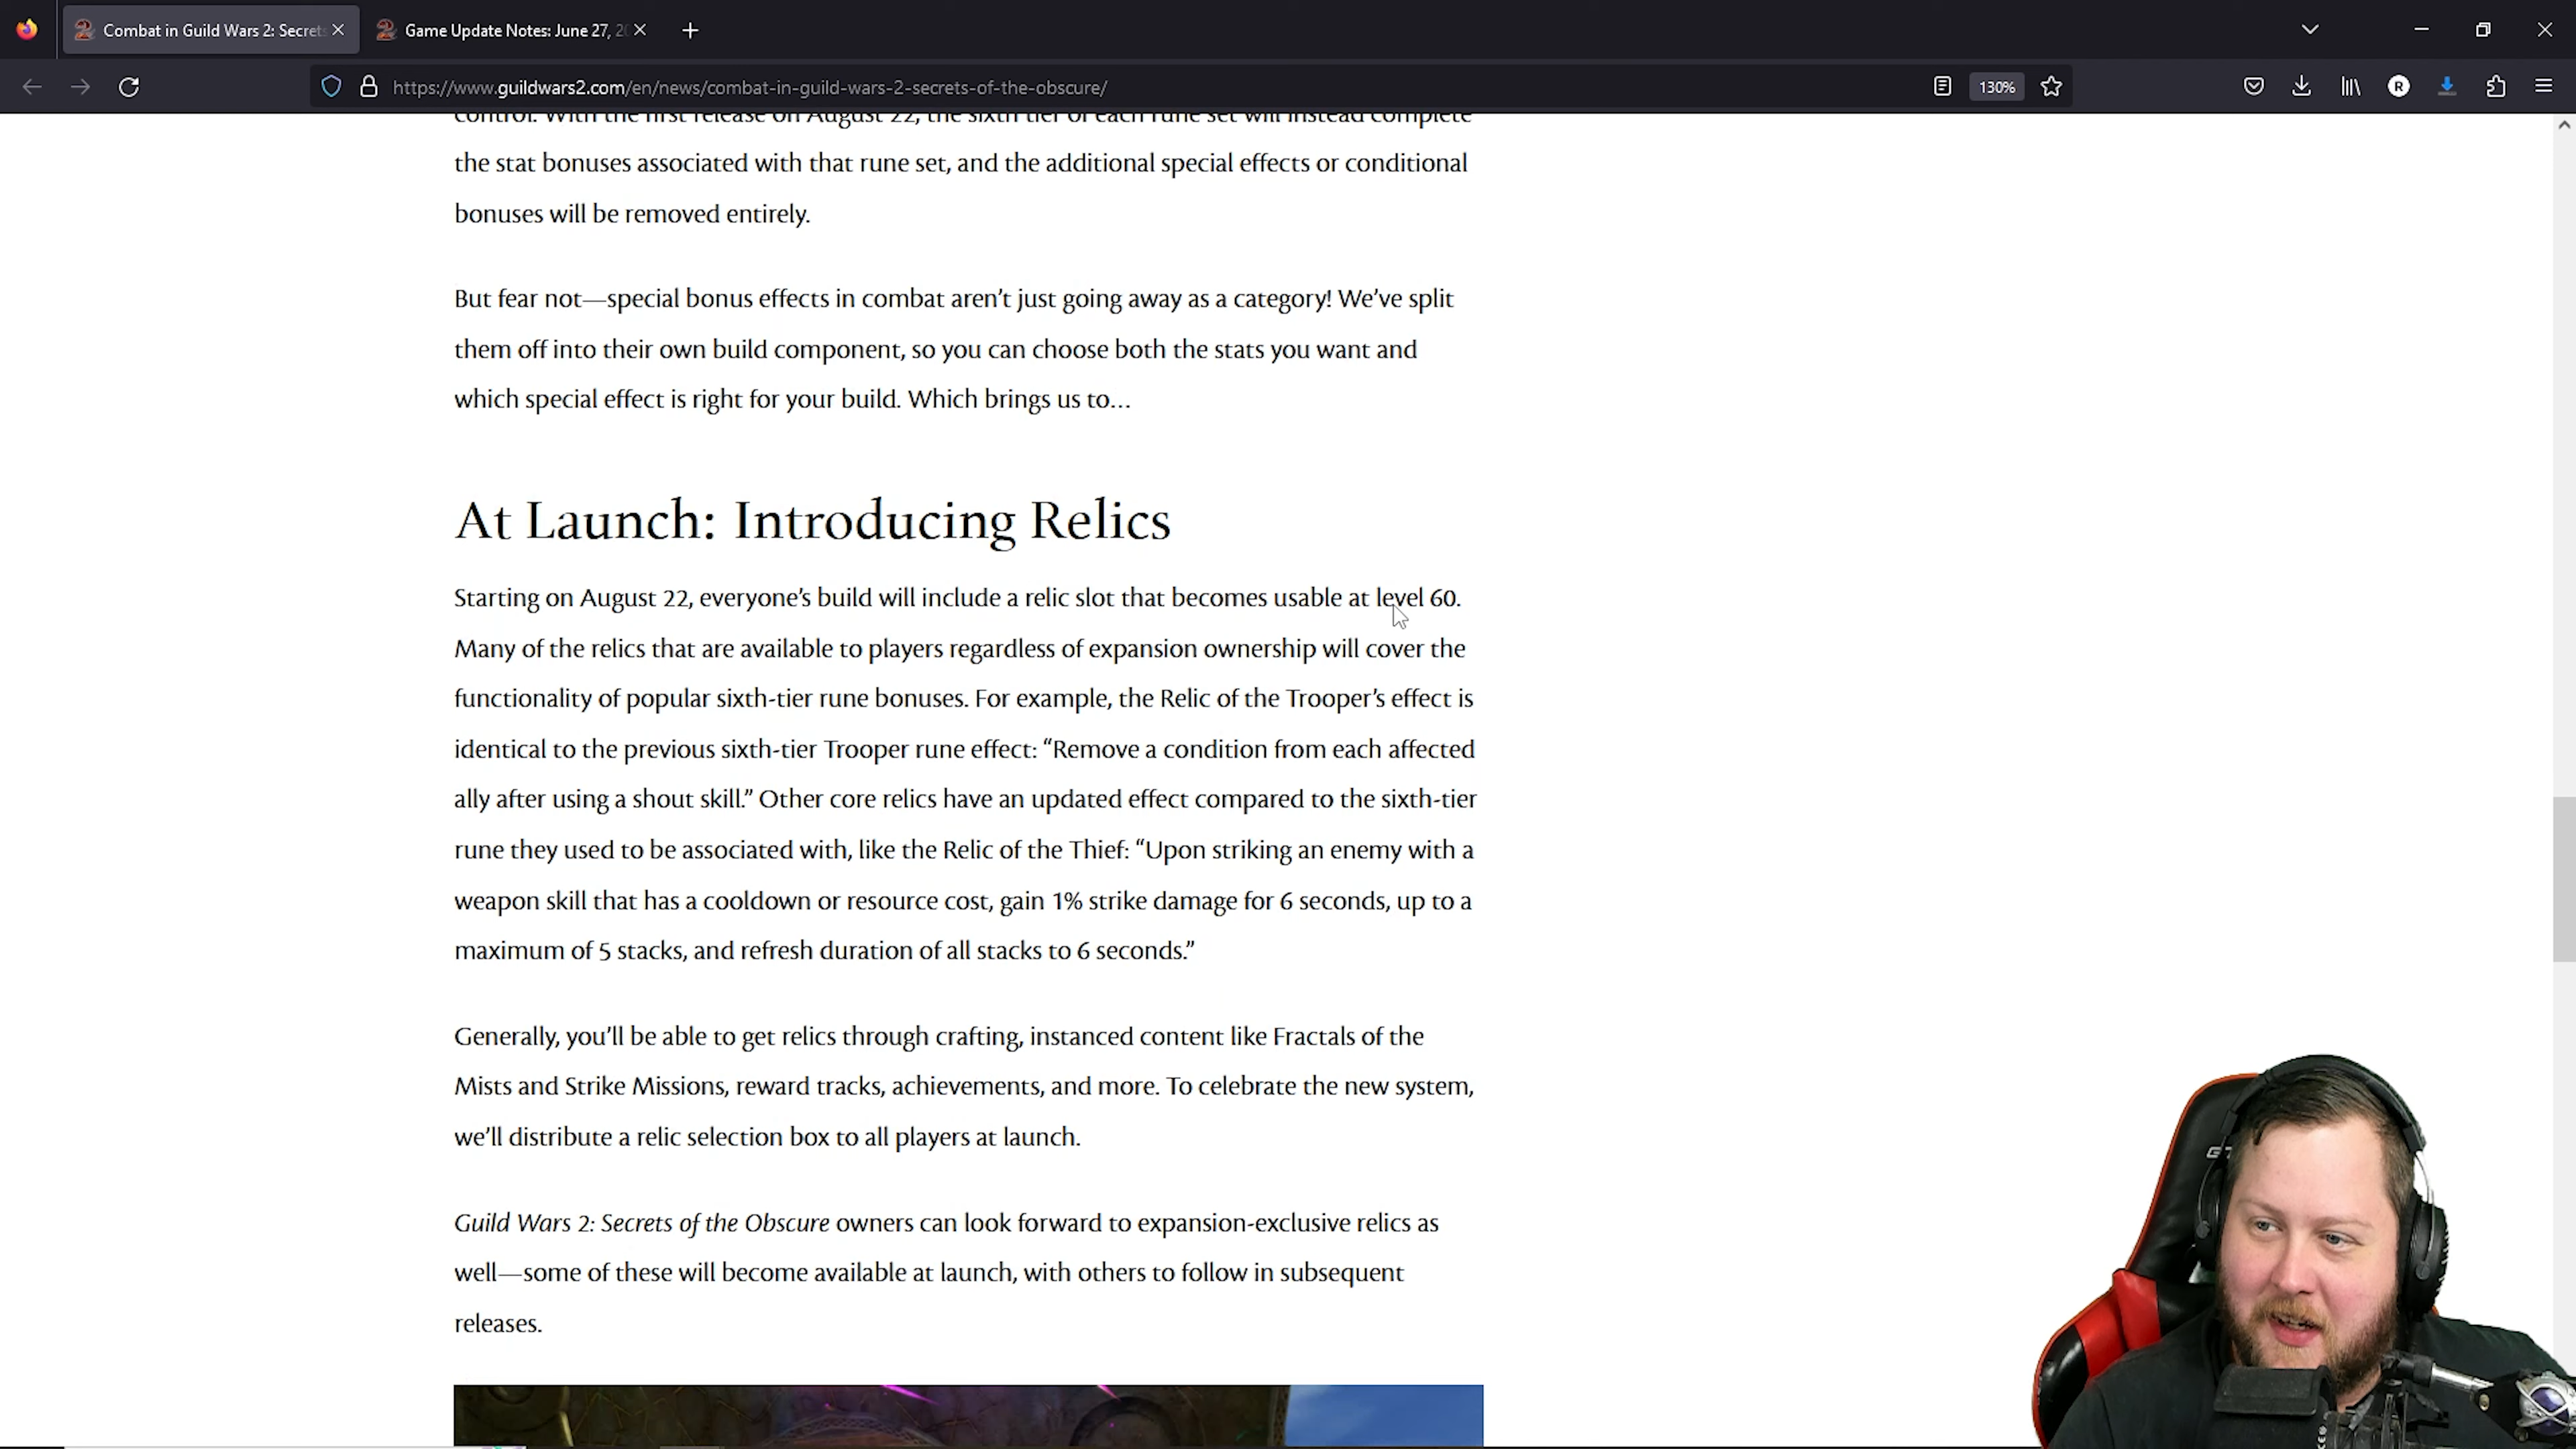 Combat in Guild Wars 2: Secrets
Game Update Notes: June 27, 20
https://www.guildwars2.com/en/news/combat-in-guild-wars-2-secrets-of-the-obscure/
130%
control. With the first release on August 22, the sixth tier of each rune set will instead complete
the stat bonuses associated with that rune set, and the additional special effects or conditional
bonuses will be removed entirely.
But fear not—special bonus effects in combat aren’t just going away as a category! We’ve split
them off into their own build component, so you can choose both the stats you want and
which special effect is right for your build. Which brings us to…
At Launch: Introducing Relics
Starting on August 22, everyone’s build will include a relic slot that becomes usable at level 60.
Many of the relics that are available to players regardless of expansion ownership will cover the
functionality of popular sixth-tier rune bonuses. For example, the Relic of the Trooper’s effect is
identical to the previous sixth-tier Trooper rune effect: “Remove a condition from each affected
ally after using a shout skill.” Other core relics have an updated effect compared to the sixth-tier
rune they used to be associated with, like the Relic of the Thief: “Upon striking an enemy with a
weapon skill that has a cooldown or resource cost, gain 1% strike damage for 6 seconds, up to a
maximum of 5 stacks, and refresh duration of all stacks to 6 seconds.”
Generally, you’ll be able to get relics through crafting, instanced content like Fractals of the
Mists and Strike Missions, reward tracks, achievements, and more. To celebrate the new system,
we’ll distribute a relic selection box to all players at launch.
Guild Wars 2: Secrets of the Obscure owners can look forward to expansion-exclusive relics as
well—some of these will become available at launch, with others to follow in subsequent
releases.